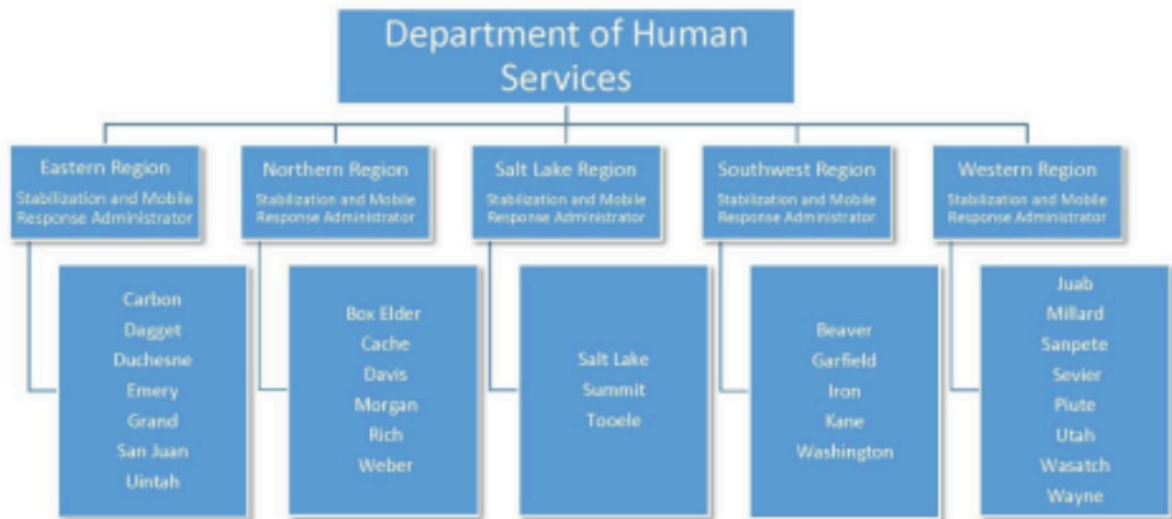 Department of Human
Services
Eastern Region
Stabilization and Mobile
Response Administrator
Northern Region
Stabilization and Mobile
Response Administrator
Salt Lake Region
Stabilization and Mobile
Response Administrator
Southwest Region
Stabilization and Mobile
Response Administrator
Western Region
Stabilization and Mobile
Response Administrator
Carbon
Dagget
Duchesne
Emery
Grand
San Juan
Uintah
Box Elder
Cache
Davis
Morgan
Rich
Weber
Salt Lake
Summit
Tooele
Beaver
Garfield
Iron
Kane
Washington
Juab
Millard
Sanpete
Sevier
Piute
Utah
Wasatch
Wayne